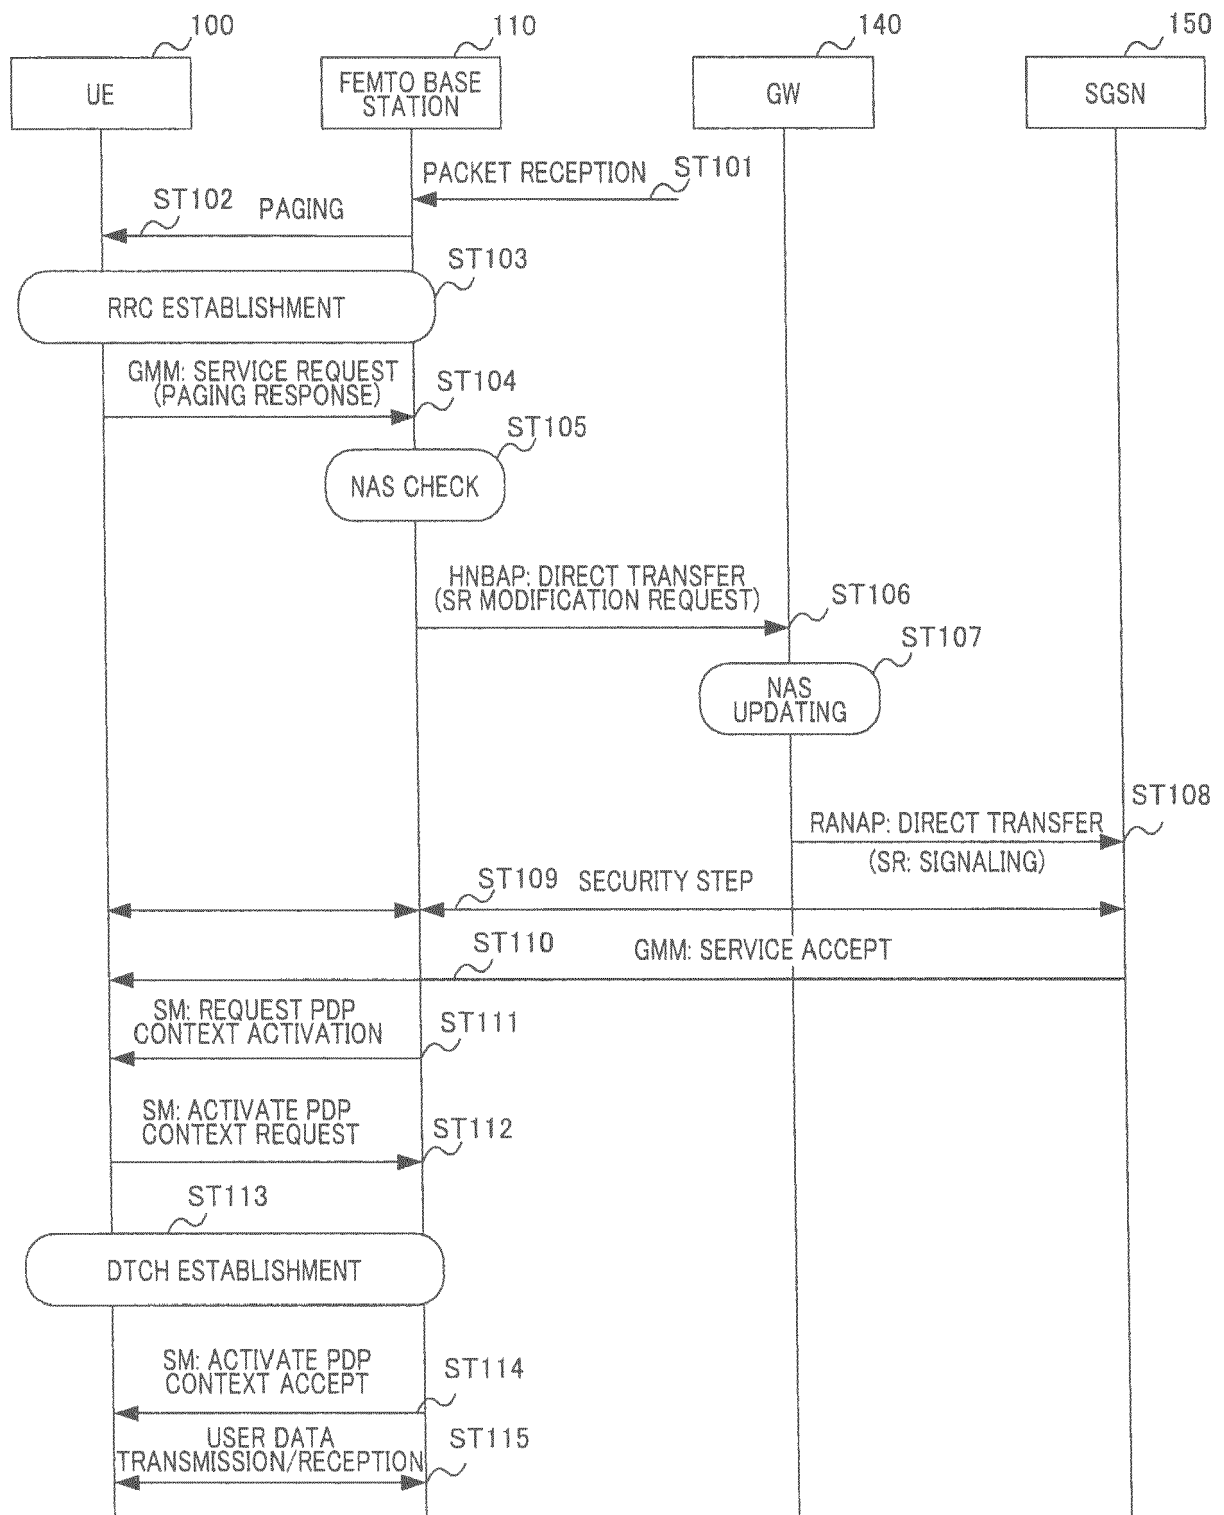 100
110
140
150
UE
FEMTO BASE
STATION
GW
SGSN
PACKET RECEPTION
ST101
ST102
PAGING
ST103
RRC ESTABLISHMENT
GMM: SERVICE REQUEST
(PAGING RESPONSE)
ST104
ST105
NAS CHECK
HNBAP: DIRECT TRANSFER
(SR MODIFICATION REQUEST)
ST106
ST107
NAS
UPDATING
ST108
RANAP: DIRECT TRANSFER
(SR: SIGNALING)
ST109
SECURITY STEP
ST110
GMM: SERVICE ACCEPT
SM: REQUEST PDP
CONTEXT ACTIVATION
ST111
SM: ACTIVATE PDP
CONTEXT REQUEST
ST112
ST113
DTCH ESTABLISHMENT
SM: ACTIVATE PDP
CONTEXT ACCEPT
ST114
USER DATA
TRANSMISSION/RECEPTION
ST115